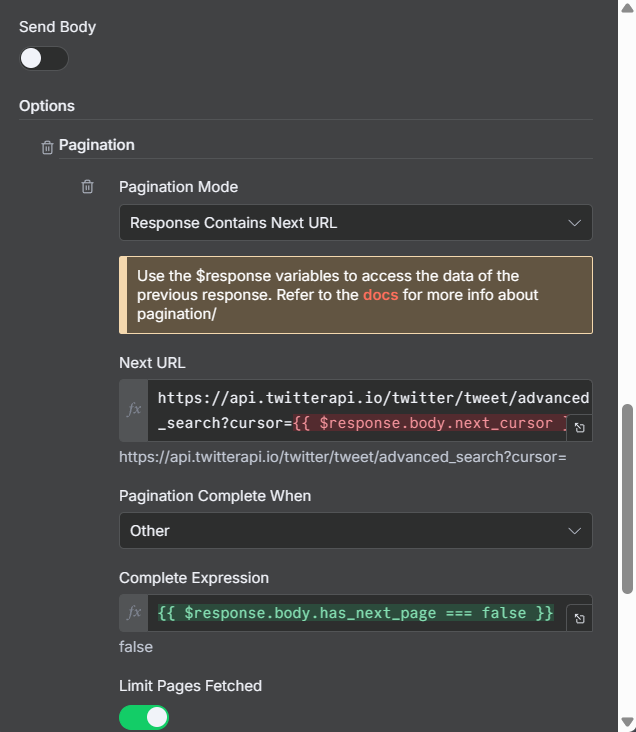 Send Body
Options
Pagination
Pagination Mode
Response Contains Next URL
Use the $response variables to access the data of the
previous response. Refer to the docs for more info about
pagination/
Next URL
fx
https://api.twitterapi.io/twitter/tweet/advanced
_search?cursor={{ $response.body.next_cursor }
https://api.twitterapi.io/twitter/tweet/advanced_search?cursor=
Pagination Complete When
Other
Complete Expression
fx
{{ $response.body.has_next_page === false }}
false
Limit Pages Fetched